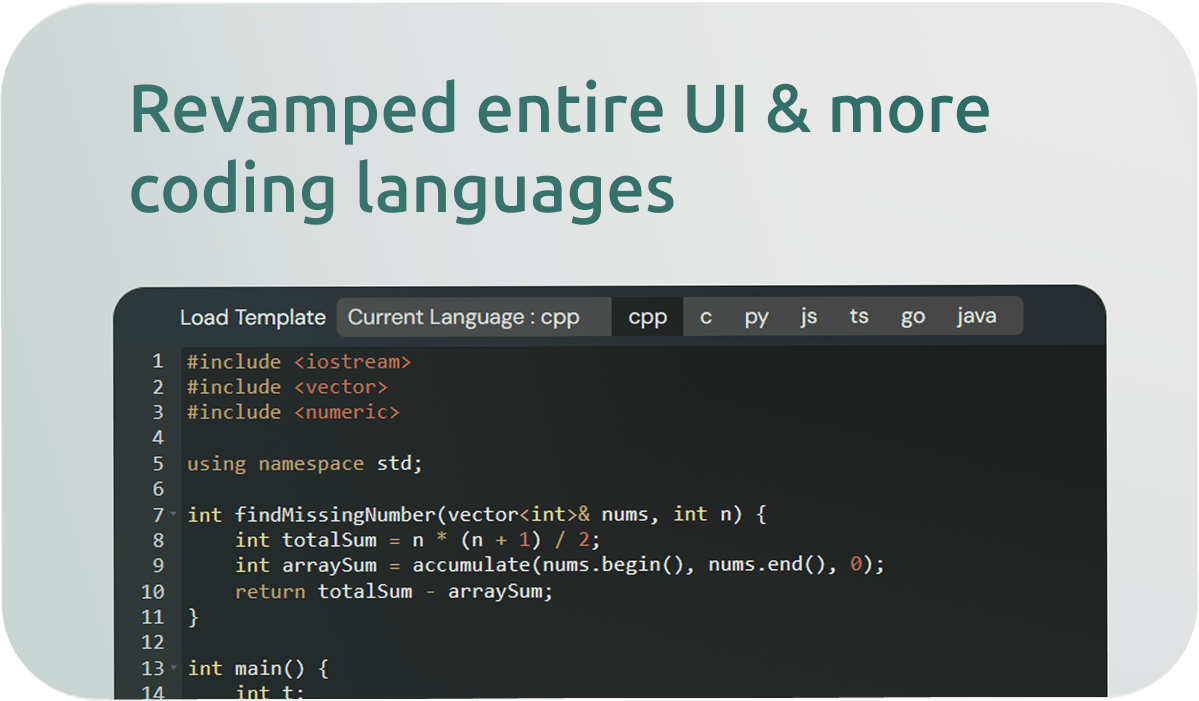 Revamped entire UI & more
coding languages
Load Template Current Language : cpp cpp c py js ts go java
1 #include <iostream>
2 #include <vector>
3 #include <numeric>
4
5 using namespace std;
6
7 int findMissingNumber(vector<int>& nums, int n) {
8     int totalSum = n * (n + 1) / 2;
9     int arraySum = accumulate(nums.begin(), nums.end(), 0);
10     return totalSum - arraySum;
11 }
12
13 int main() {
14     int t;